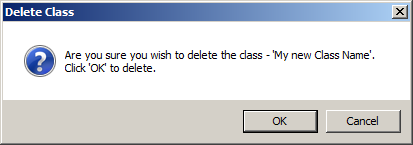 Delete Class
Are you sure you wish to delete the class - 'My new Class Name'.
Click 'OK' to delete.
OK
Cancel